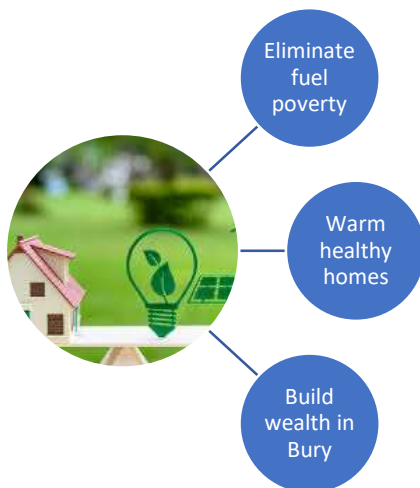 Eliminate
fuel
poverty
Warm
healthy
homes
Build
wealth in
Bury